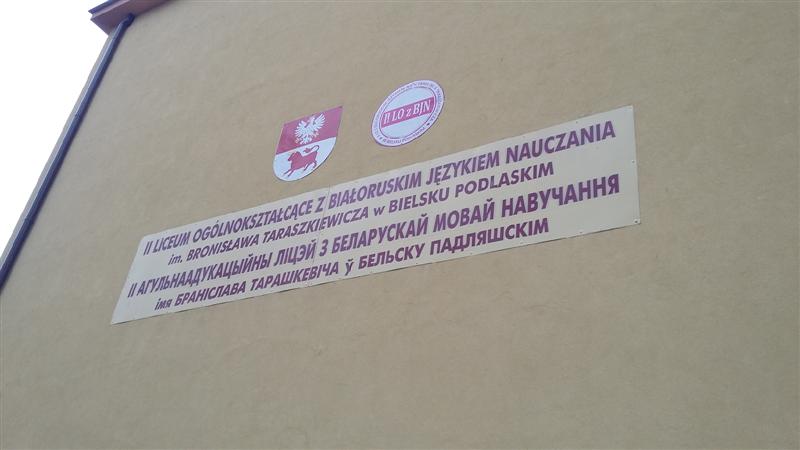 II LO z BJN
II LICEUM OGÓLNOKSZTAŁCĄCE Z BIAŁORUSKIM JĘZYKIEM NAUCZANIA
im. BRONISŁAWA TARASZKIEWICZA w BIELSKU PODLASKIM
II АГУЛЬНААДУКАЦЫЙНЫ ЛІЦЭЙ З БЕЛАРУСКАЙ МОВАЙ НАВУЧАННЯ
імя БРАНІСЛАВА ТАРАШКЕВІЧА ў БЕЛЬСКУ ПАДЛЯШСКІМ